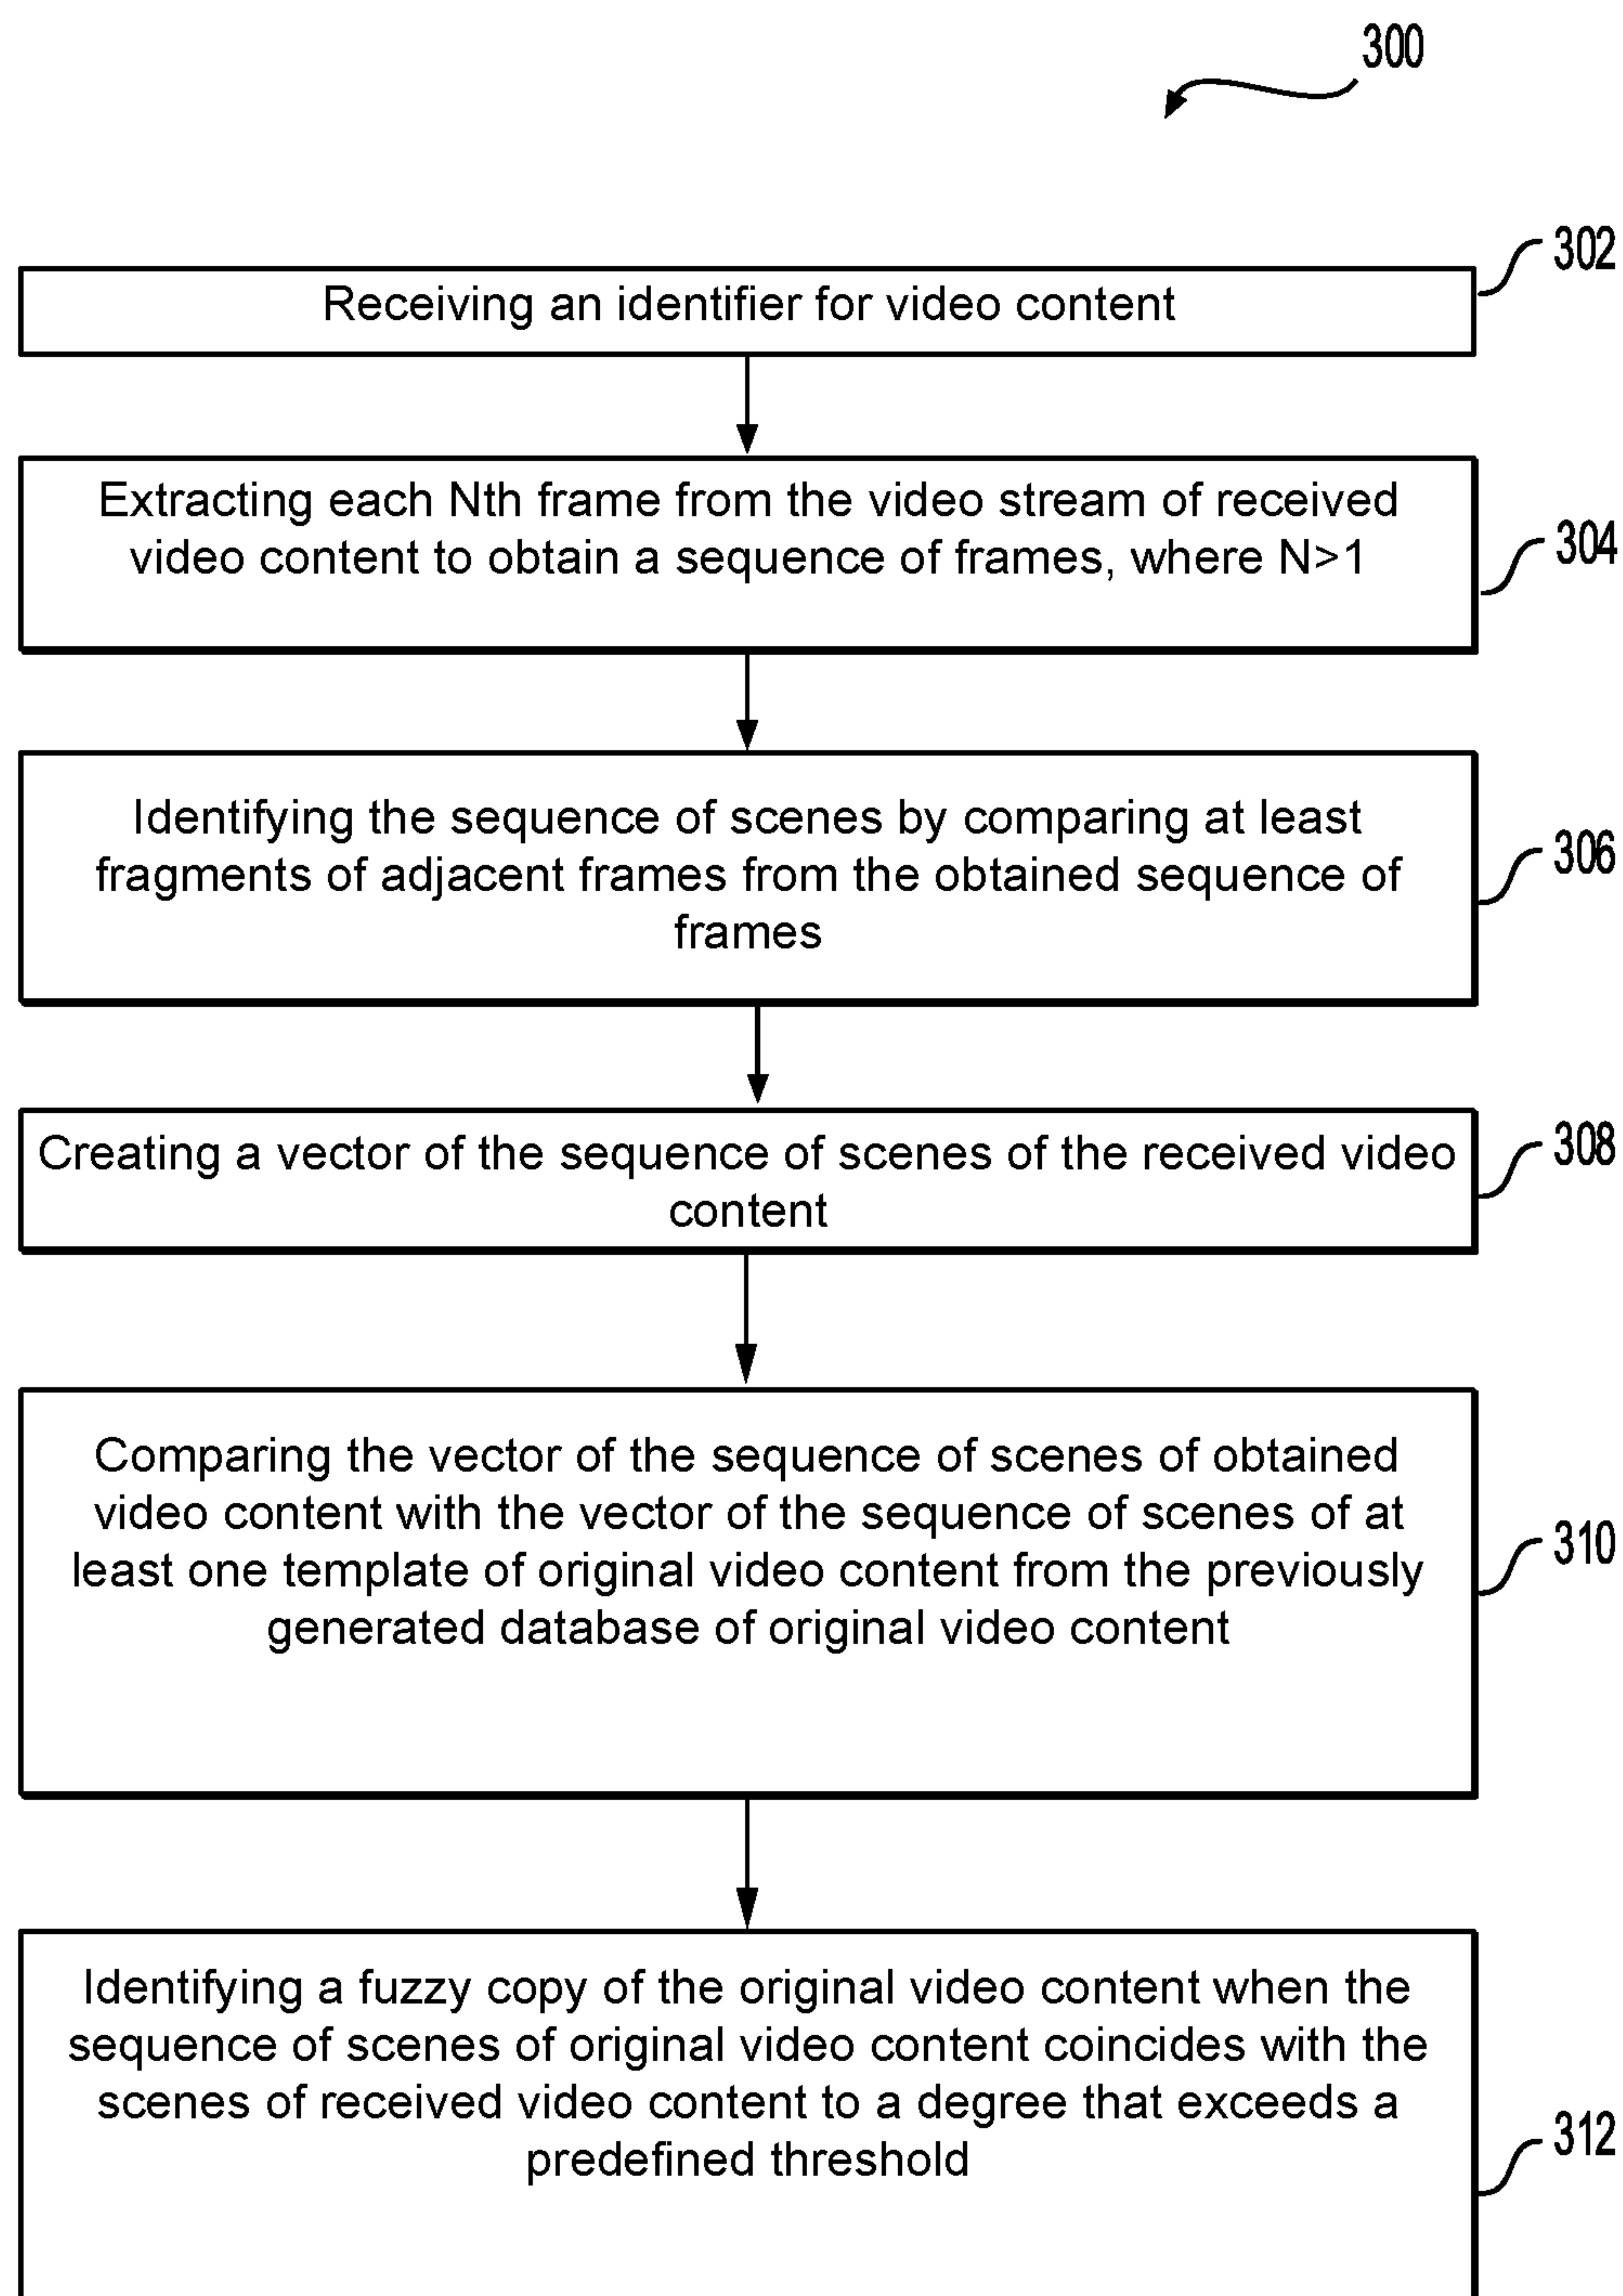 300
302
Receiving an identifier for video content
Extracting each Nth frame from the video stream of received
video content to obtain a sequence of frames, where N>1
304
Identifying the sequence of scenes by comparing at least
fragments of adjacent frames from the obtained sequence of
frames
306
Creating a vector of the sequence of scenes of the received video
content
308
Comparing the vector of the sequence of scenes of obtained
video content with the vector of the sequence of scenes of at
least one template of original video content from the previously
generated database of original video content
310
Identifying a fuzzy copy of the original video content when the
sequence of scenes of original video content coincides with the
scenes of received video content to a degree that exceeds a
predefined threshold
312